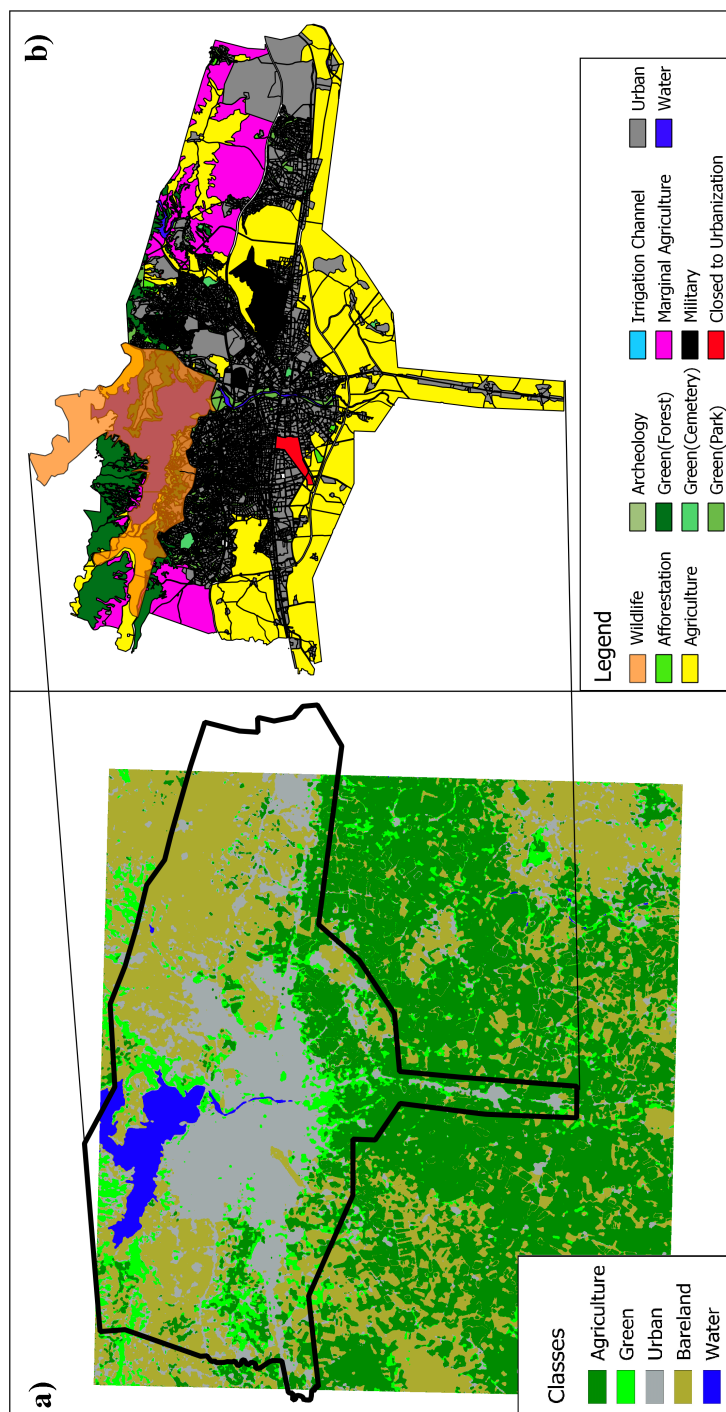 a)
Classes
Agriculture
Green
Urban
Bareland
Water
b)
Legend
Wildlife
Afforestation
Agriculture
Archeology
Green(Forest)
Green(Cemetery)
Green(Park)
Irrigation Channel
Marginal Agriculture
Military
Closed to Urbanization
Urban
Water